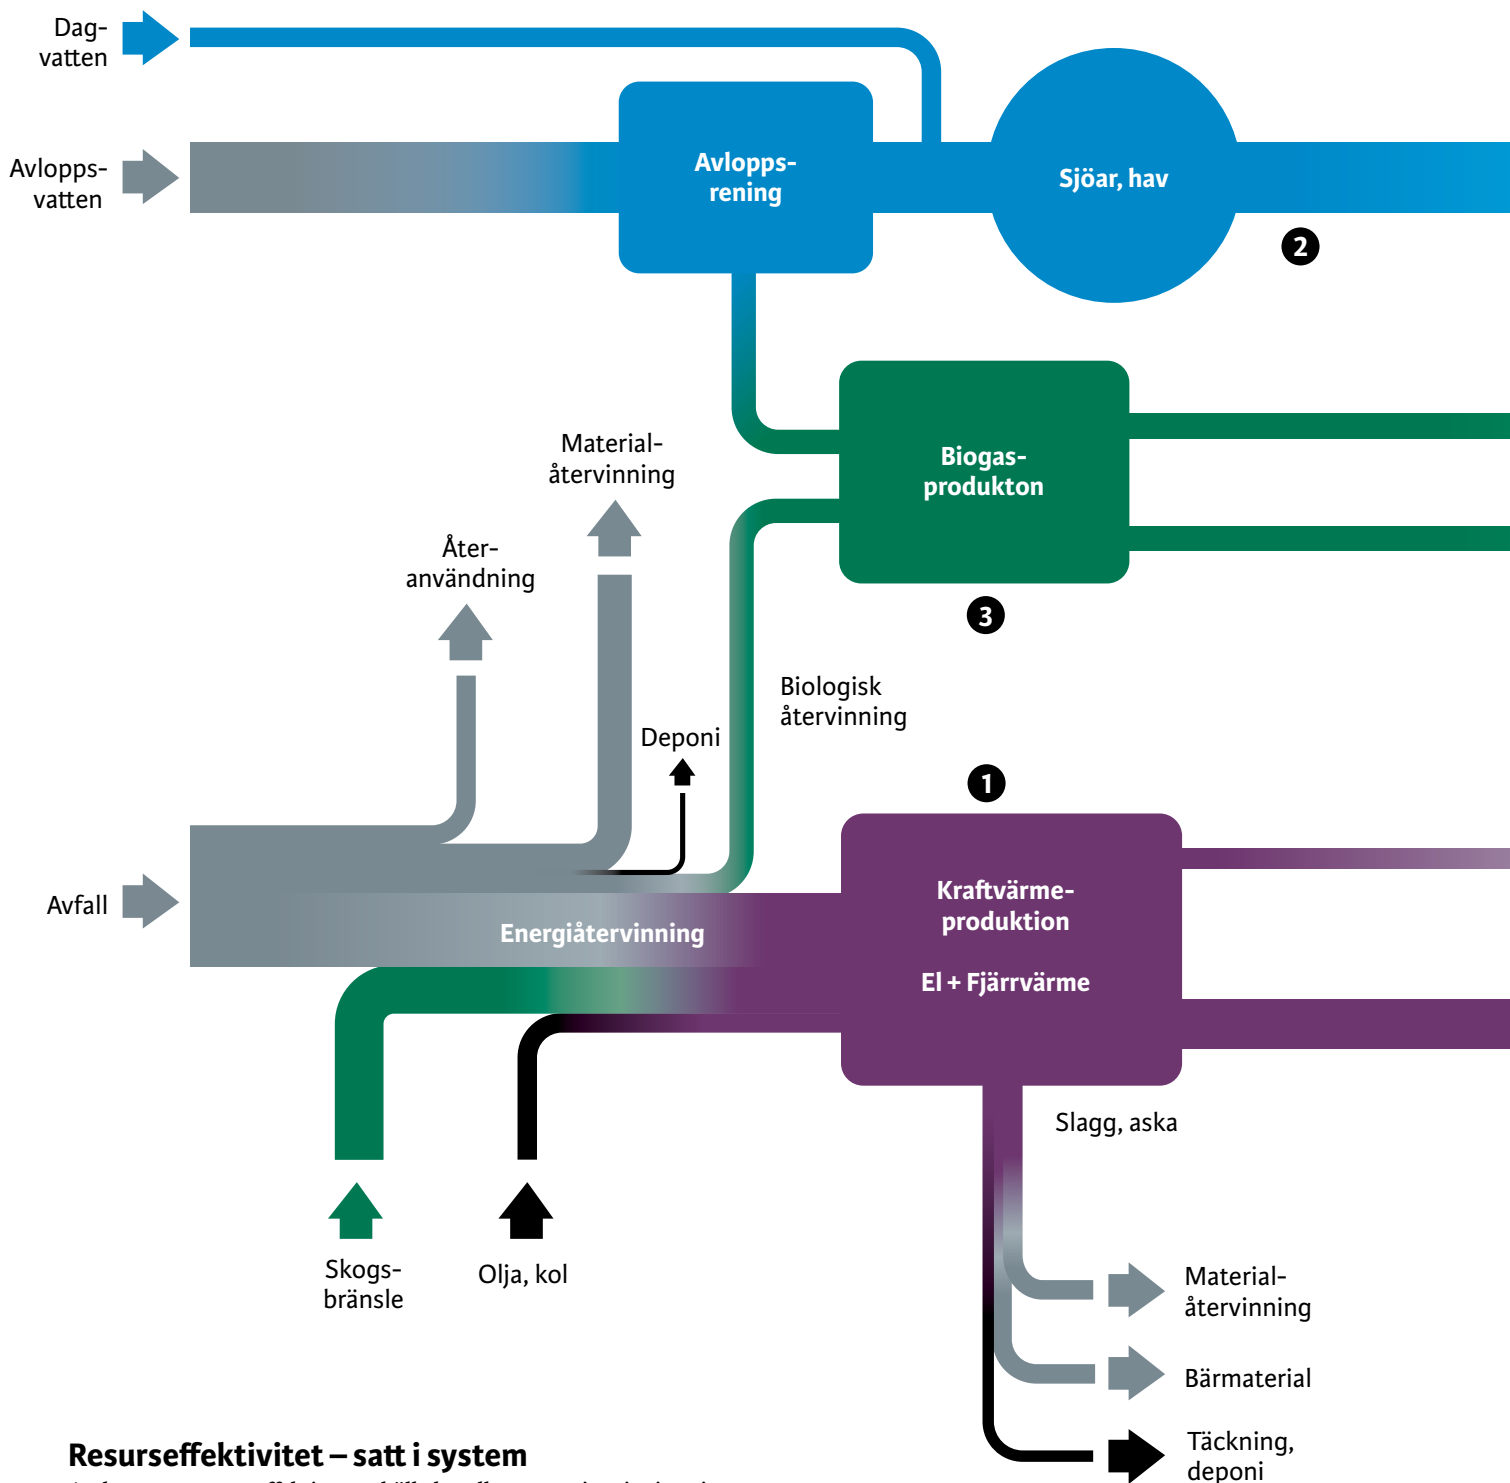 Dag-
vatten
Avlopps-
vatten
Avlopps-
rening
Sjöar, hav
2
Biogas-
produkton
3
Material-
återvinning
Åter-
användning
Deponi
Biologisk
återvinning
1
Avfall
Energiåtervinning
Kraftvärme-
produktion
El + Fjärrvärme
Slagg, aska
Skogs-
bränsle
Olja, kol
Material-
återvinning
Bärmaterial
Täckning,
deponi
Resurseffektivitet – satt i system